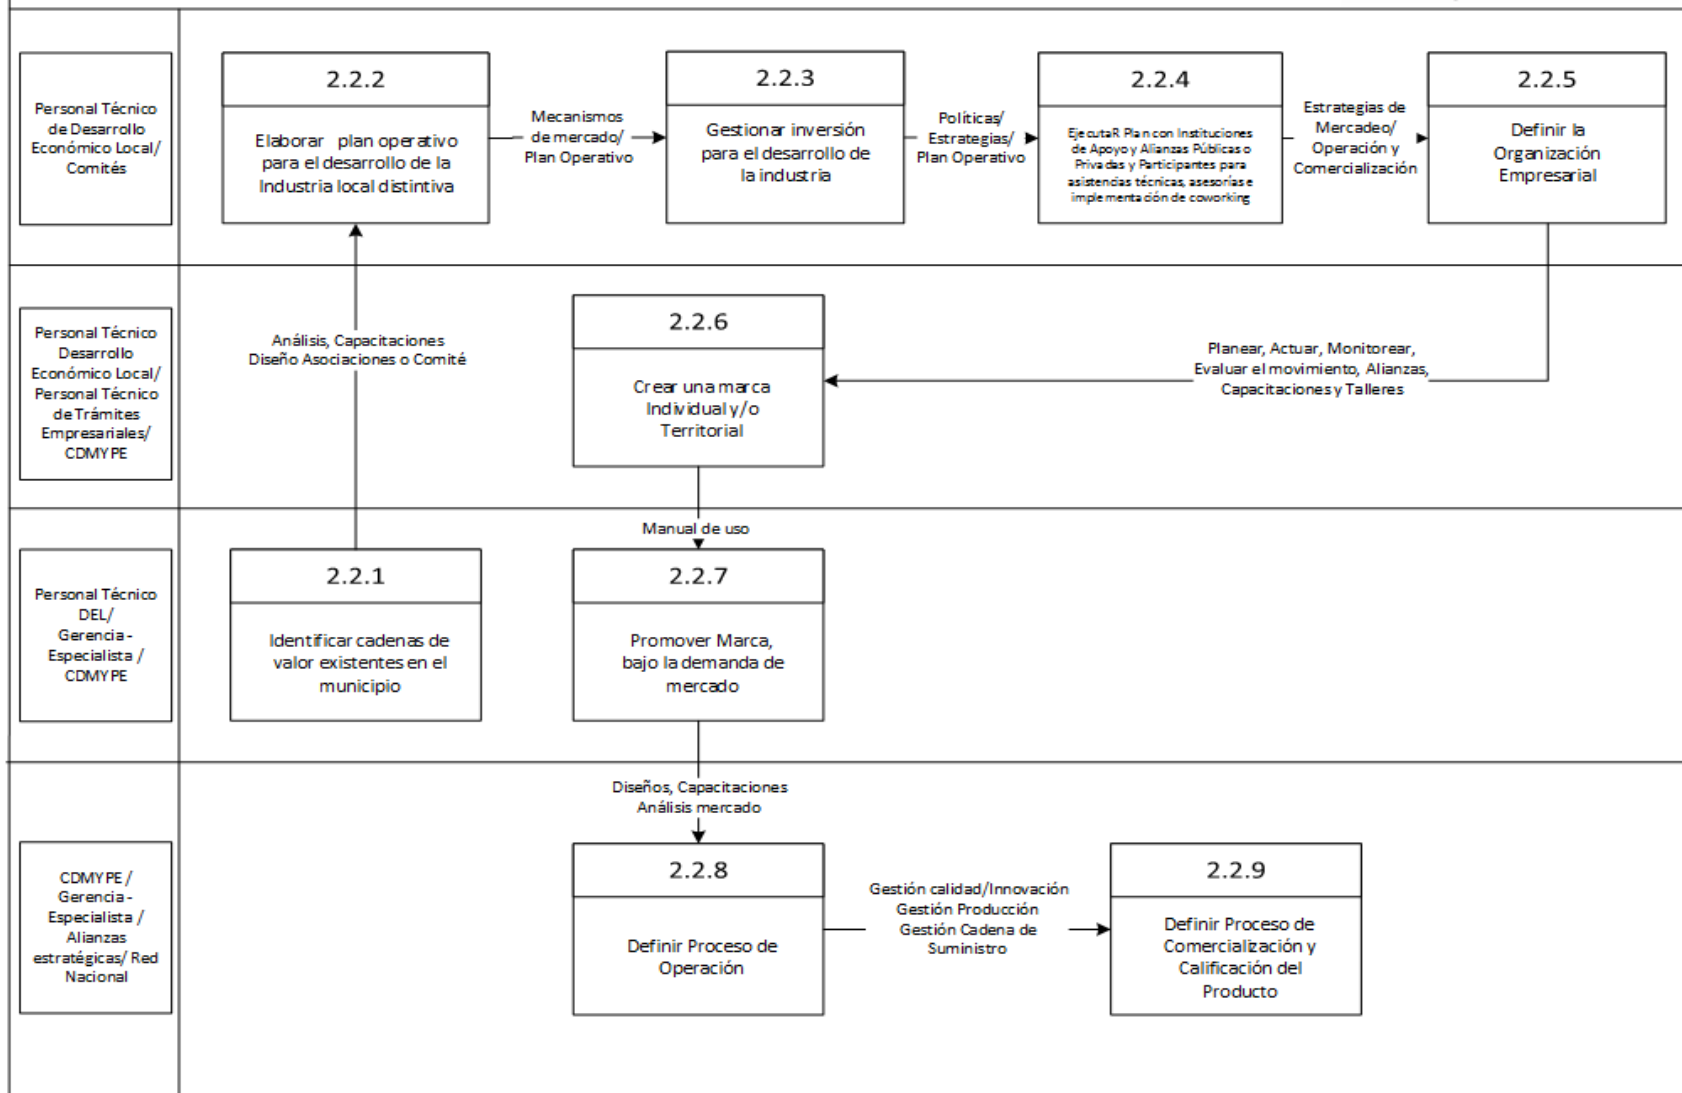 Personal Técnico
de Desarrollo
Económico Local/
Comités
2.2.2
Elaborar plan operativo
para el desarrollo de la
Industria local distintiva
Mecanismos
de mercado/
Plan Operativo
2.2.3
Gestionar inversión
para el desarrollo de
la industria
Políticas/
Estrategias/
Plan Operativo
2.2.4
EjecutaR Plan con Instituciones
de Apoyo y Alianzas Públicas o
Privadas y Participantes para
asistencias técnicas, asesorías e
implementación de coworking
Estrategias de
Mercadeo/
Operación y
Comercialización
2.2.5
Definir la
Organización
Empresarial
Personal Técnico
Desarrollo
Económico Local/
Personal Técnico
de Trámites
Empresariales/
CDMYPE
Análisis, Capacitaciones
Diseño Asociaciones o Comité
2.2.6
Crear una marca
Individual y/o
Territorial
Planear, Actuar, Monitorear,
Evaluar el movimiento, Alianzas,
Capacitaciones y Talleres
Manual de uso
Personal Técnico
DEL/
Gerencia -
Especialista /
CDMYPE
2.2.1
Identificar cadenas de
valor existentes en el
municipio
2.2.7
Promover Marca,
bajo la demanda de
mercado
Diseños, Capacitaciones
Análisis mercado
CDMYPE /
Gerencia -
Especialista /
Alianzas
estratégicas/ Red
Nacional
2.2.8
Definir Proceso de
Operación
Gestión calidad/Innovación
Gestión Producción
Gestión Cadena de
Suministro
2.2.9
Definir Proceso de
Comercialización y
Calificación del
Producto